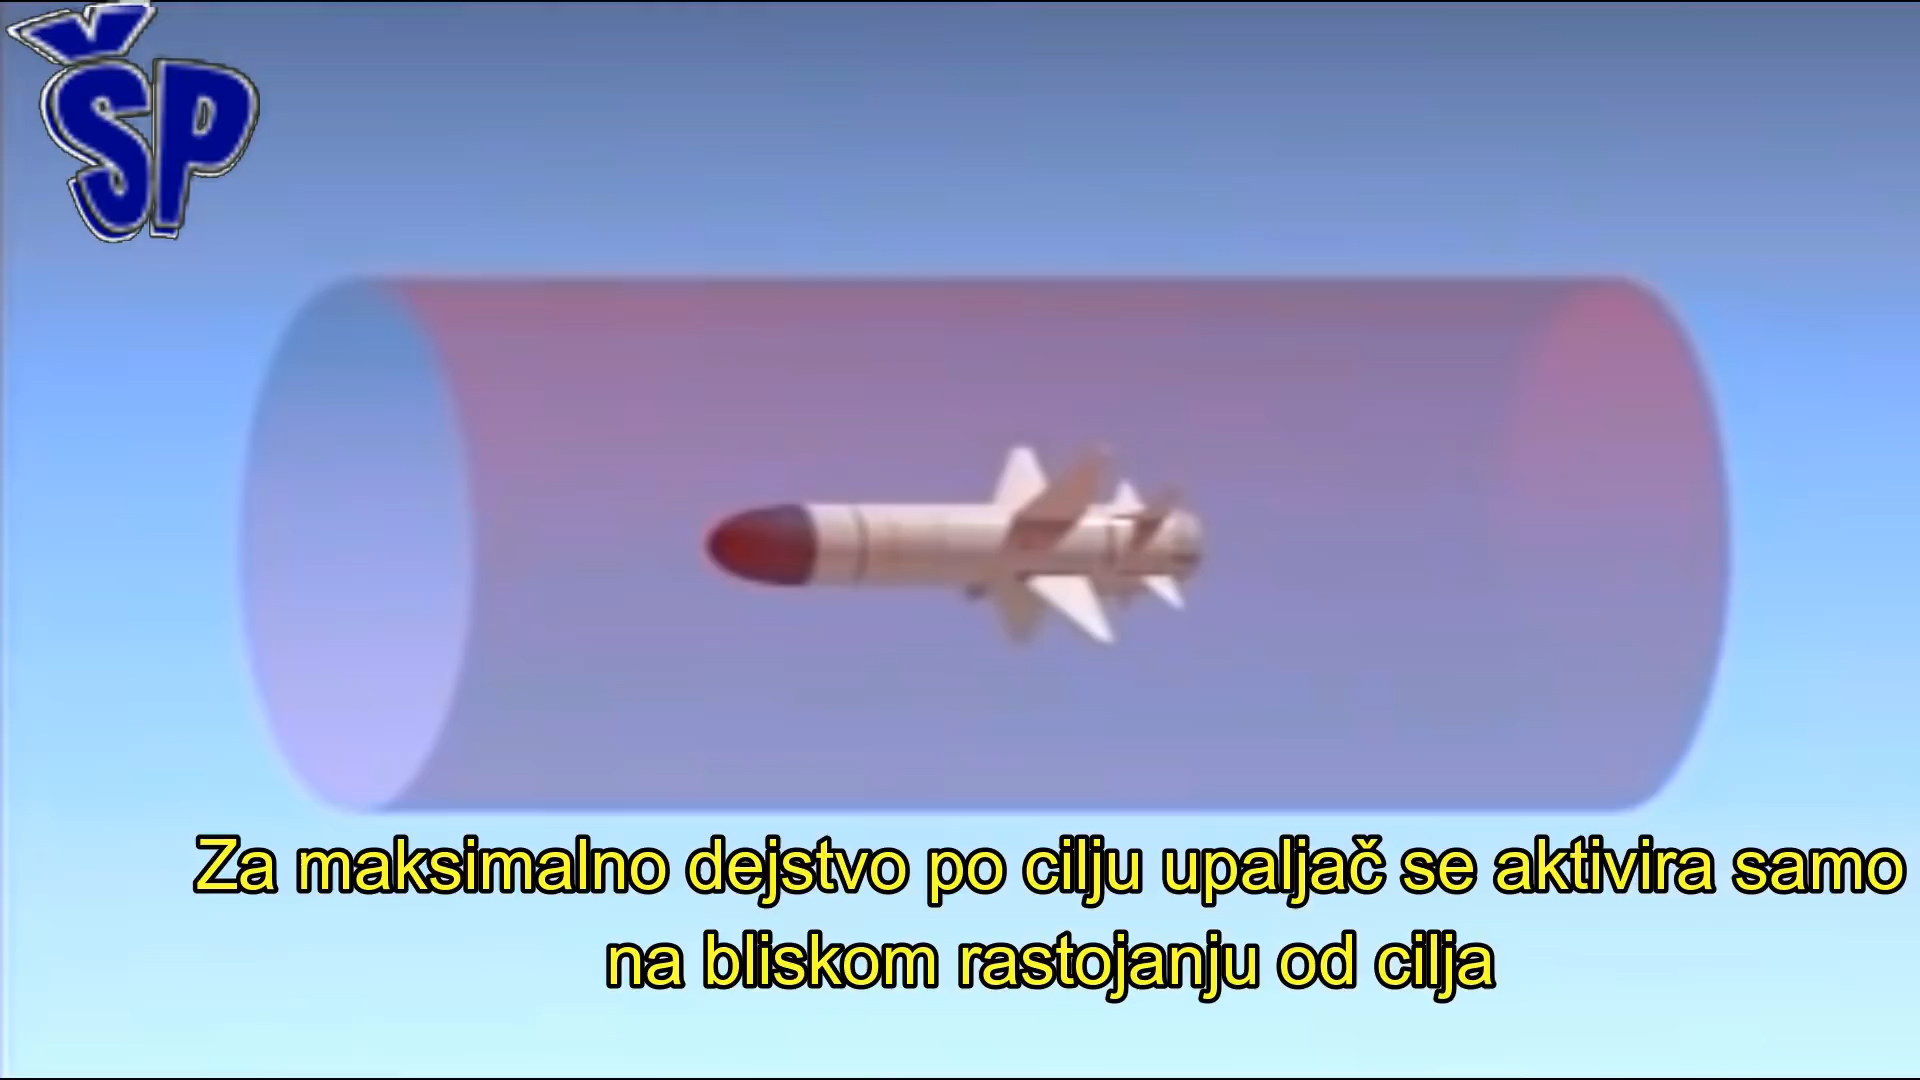 ŠP
Za maksimalno dejstvo po cilju upaljač se aktivira samo
na bliskom rastojanju od cilja